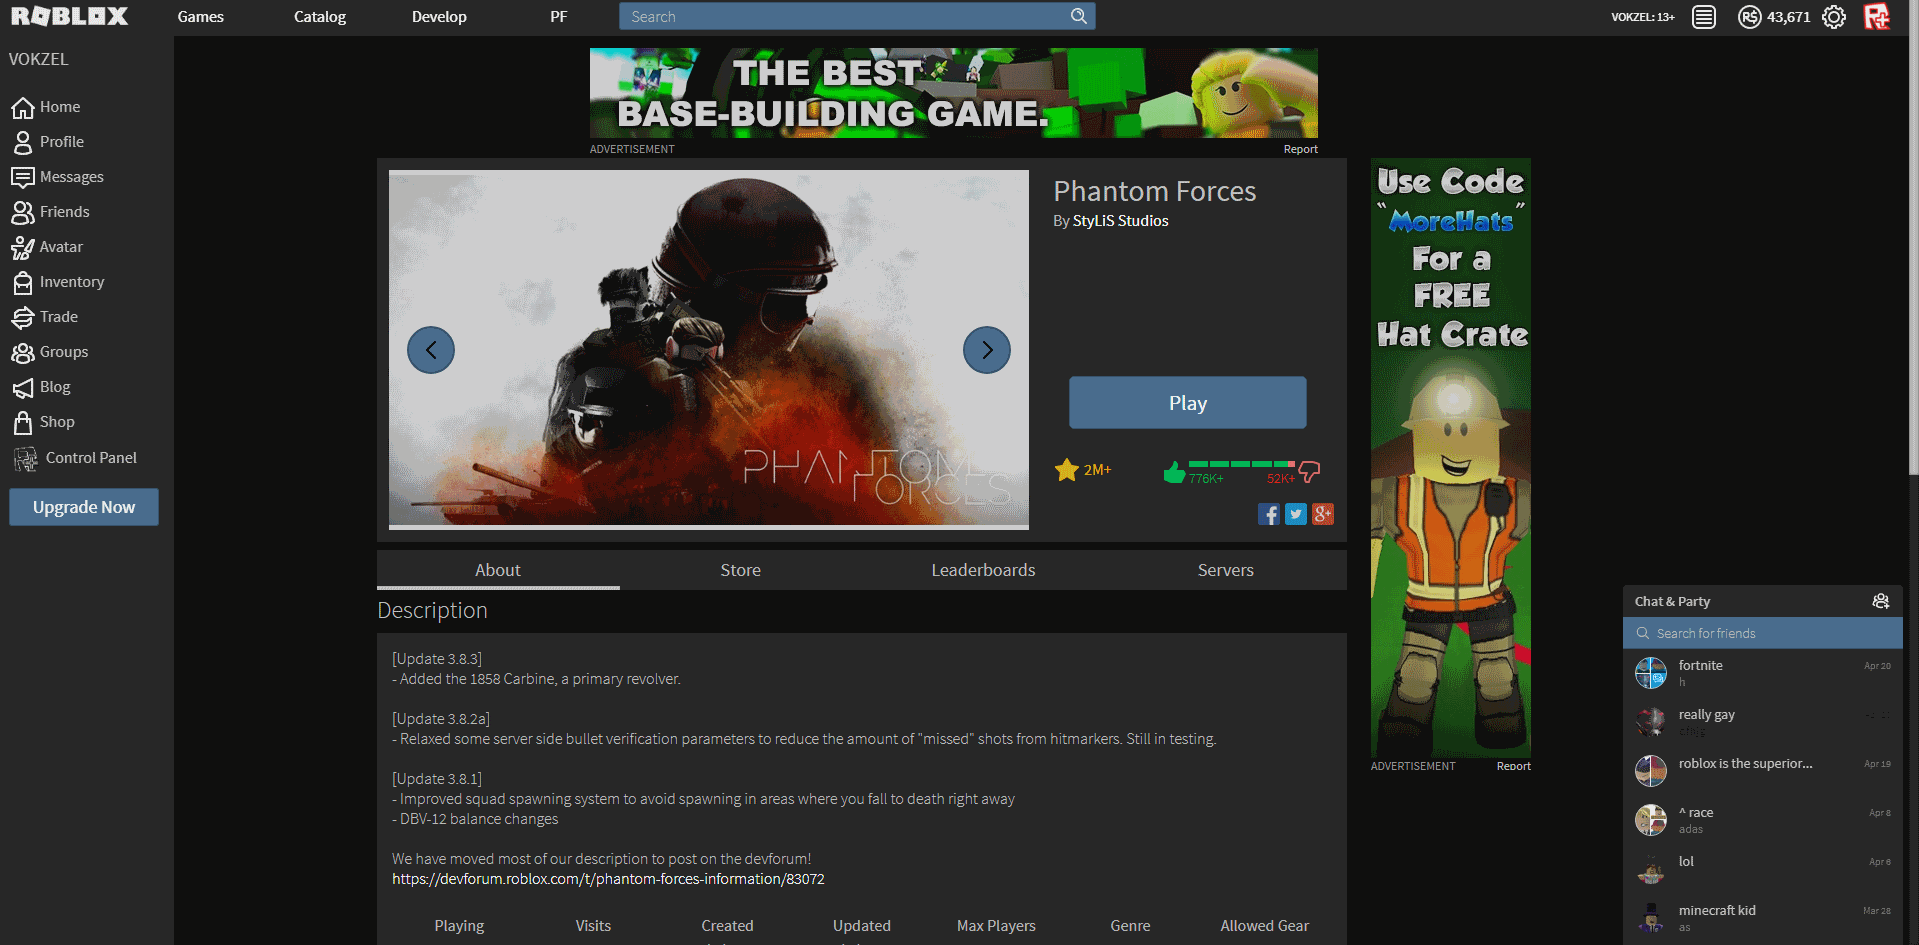 ROBLOX
Games
Catalog
Develop
PF
Search
VOKZEL: 13+
R$ 43,671
VOKZEL
Home
Profile
Messages
Friends
Avatar
Inventory
Trade
Groups
Blog
Shop
Control Panel
Upgrade Now
THE BEST
BASE-BUILDING GAME.
ADVERTISEMENT
Report
PHANTOM
FORCES
Phantom Forces
By StyLiS Studios
Play
2M+
776K+
52K+
About
Store
Leaderboards
Servers
Description
[Update 3.8.3]
- Added the 1858 Carbine, a primary revolver.
[Update 3.8.2a]
- Relaxed some server side bullet verification parameters to reduce the amount of "missed" shots from hitmarkers. Still in testing.
[Update 3.8.1]
- Improved squad spawning system to avoid spawning in areas where you fall to death right away
- DBV-12 balance changes
We have moved most of our description to post on the devforum!
https://devforum.roblox.com/t/phantom-forces-information/83072
Playing
Visits
Created
Updated
Max Players
Genre
Allowed Gear
Use Code
"MoreHats"
For a
FREE
Hat Crate
ADVERTISEMENT
Report
Chat & Party
Search for friends
fortnite
Apr 20
h
really gay
roblox is the superior...
Apr 19
^ race
Apr 8
adas
lol
Apr 6
minecraft kid
Mar 28
as